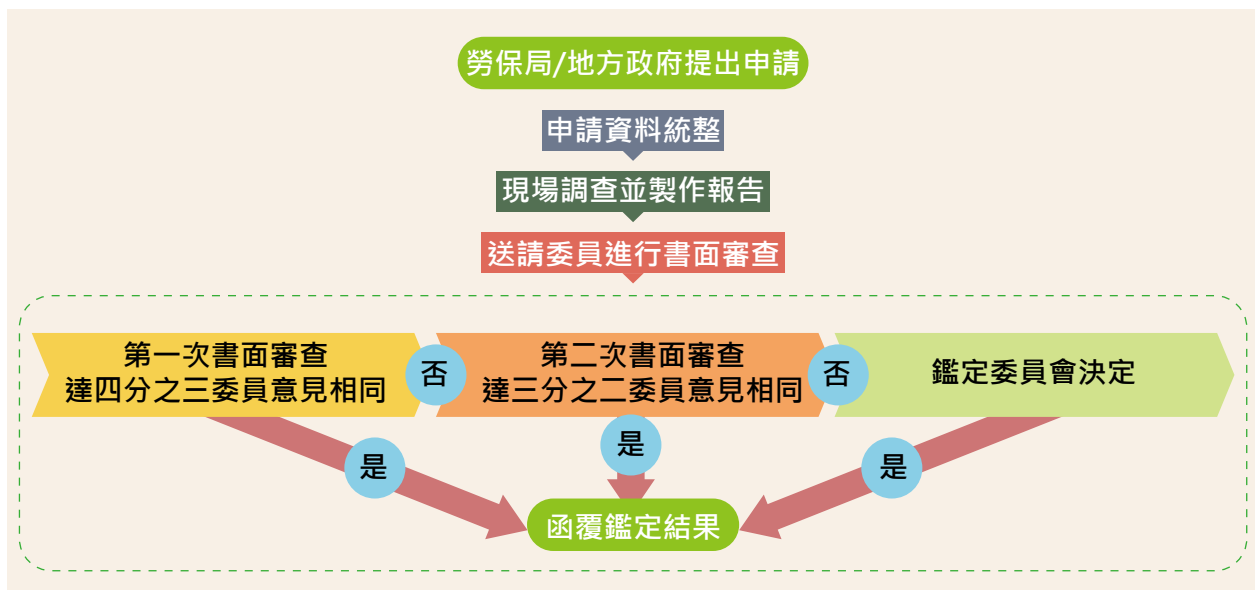 勞保局/地方政府提出申請
申請資料統整
現場調查並製作報告
送請委員進行書面審查
第一次書面審查
達四分之三委員意見相同
否
第二次書面審查
達三分之二委員意見相同
否
鑑定委員會決定
是
是
是
函覆鑑定結果